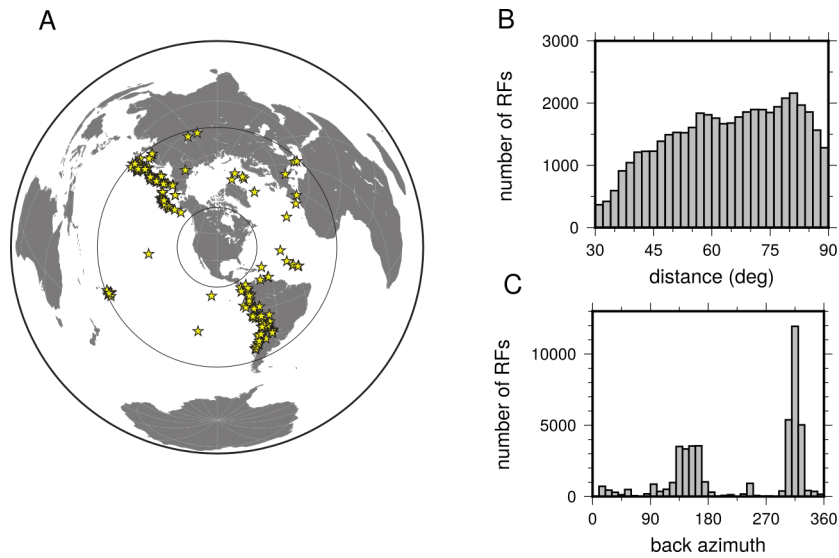 A
B
number of RFs
3000
2000
1000
0
30 45 60 75 90
distance (deg)
C
number of RFs
10000
5000
0
0 90 180 270 360
back azimuth